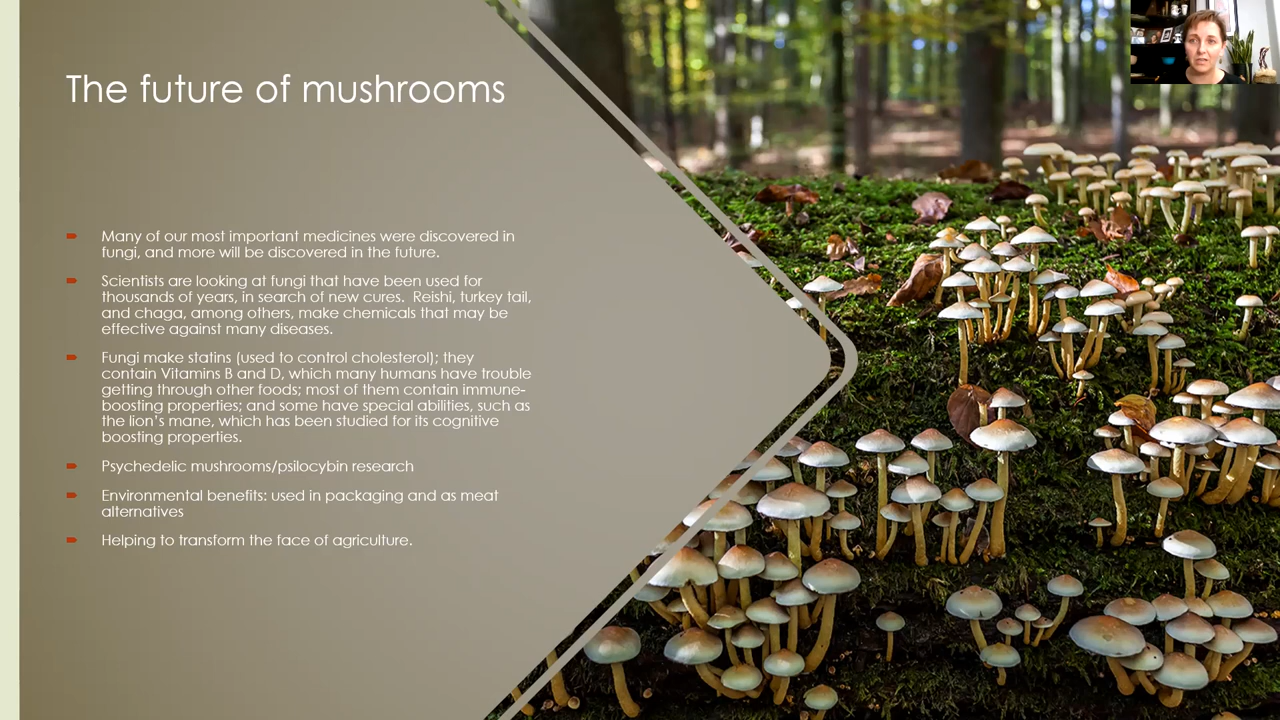 The future of mushrooms
Many of our most important medicines were discovered in
fungi, and more will be discovered in the future.
Scientists are looking at fungi that have been used for
thousands of years, in search of new cures.  Reishi, turkey tail,
and chaga, among others, make chemicals that may be
effective against many diseases.
Fungi make statins (used to control cholesterol); they
contain Vitamins B and D, which many humans have trouble
getting through other foods; most of them contain immune-
boosting properties; and some have special abilities, such as
the lion’s mane, which has been studied for its cognitive
boosting properties.
Psychedelic mushrooms/psilocybin research
Environmental benefits: used in packaging and as meat
alternatives
Helping to transform the face of agriculture.